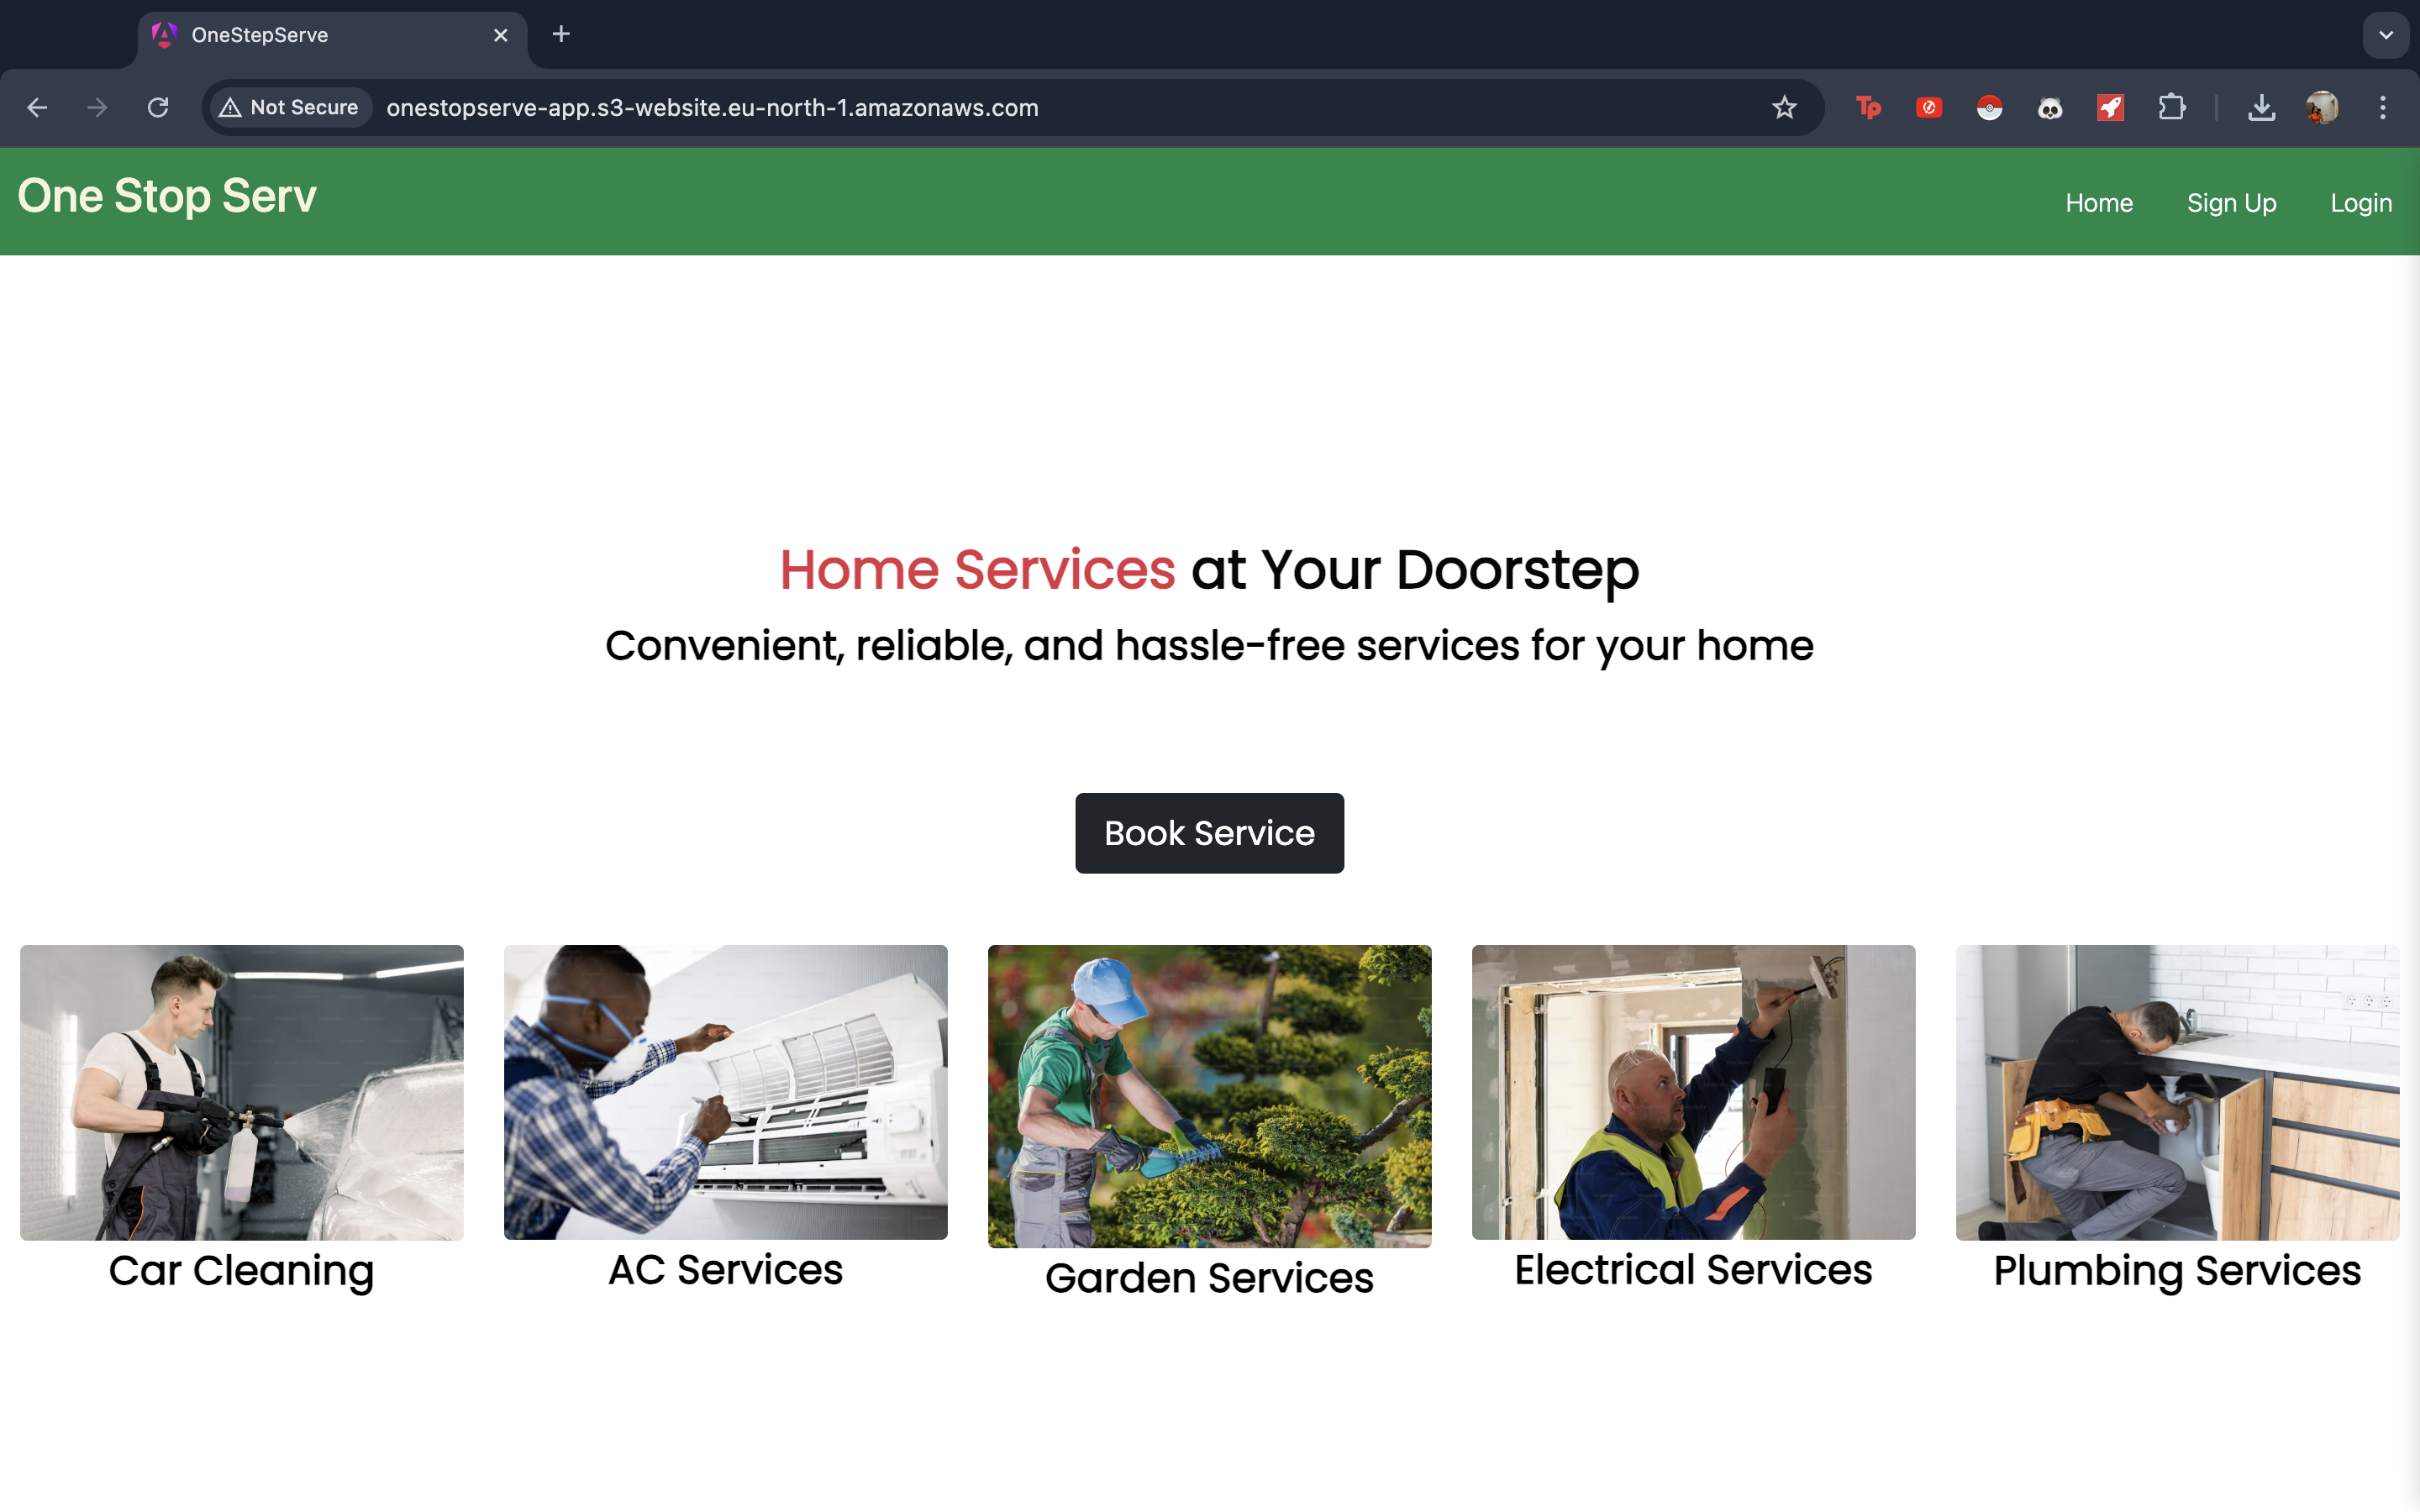 OneStepServe
Not Secure onestopserve-app.s3-website.eu-north-1.amazonaws.com
One Stop Serv
Home Sign Up Login
Home Services at Your Doorstep
Convenient, reliable, and hassle-free services for your home
Book Service
Car Cleaning
AC Services
Garden Services
Electrical Services
Plumbing Services